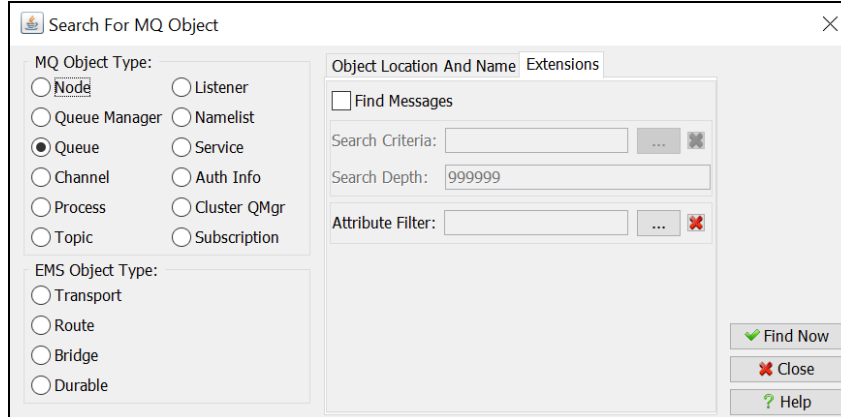 Search For MQ Object
MQ Object Type:
Node
Listener
Queue Manager
Namelist
Queue
Service
Channel
Auth Info
Process
Cluster QMgr
Topic
Subscription
EMS Object Type:
Transport
Route
Bridge
Durable
Object Location And Name
Extensions
Find Messages
Search Criteria:
...
Search Depth:
999999
Attribute Filter:
...
Find Now
Close
? Help